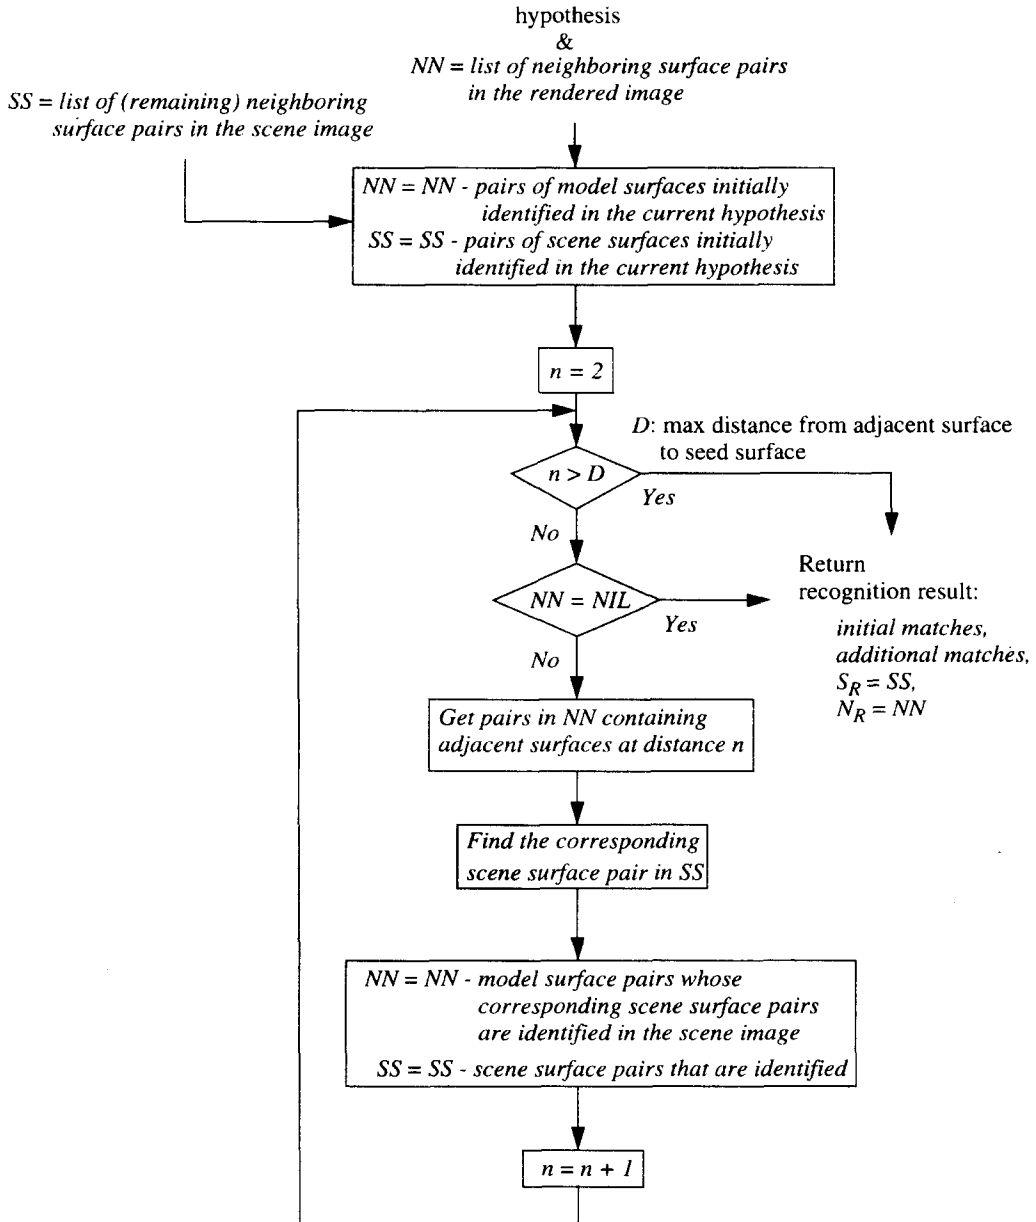 hypothesis
&
NN = list of neighboring surface pairs
in the rendered image
SS = list of (remaining) neighboring
surface pairs in the scene image
NN = NN - pairs of model surfaces initially
identified in the current hypothesis
SS = SS - pairs of scene surfaces initially
identified in the current hypothesis
n = 2
D: max distance from adjacent surface
to seed surface
n > D
Yes
No
NN = NIL
Yes
No
Return
recognition result:
initial matches,
additional matches,
S_R = SS,
N_R = NN
Get pairs in NN containing
adjacent surfaces at distance n
Find the corresponding
scene surface pair in SS
NN = NN - model surface pairs whose
corresponding scene surface pairs
are identified in the scene image
SS = SS - scene surface pairs that are identified
n = n + 1